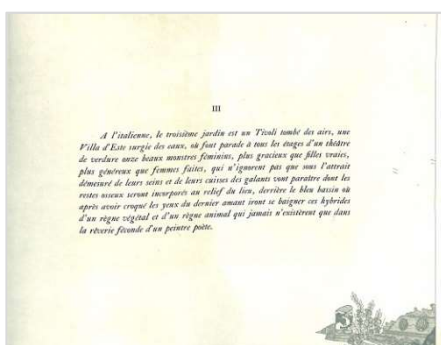 III
A l'italienne, le troisième jardin est un Tivoli tombé des airs, une
Villa d'Este surgie des eaux, où font parade à tous les étages d'un théâtre
de verdure onze beaux monstres féminins, plus gracieux que filles vraies,
plus généreux que femmes faites, qui n'ignorent pas que sous l'attrait
démesuré de leurs seins et de leurs cuisses des galants vont paraître dont les
restes osseux seront incorporés au relief du lieu, derrière le bleu bassin où
après avoir croqué les yeux du dernier amant iront se baigner ces hybrides
d'un règne végétal et d'un règne animal qui jamais n'existèrent que dans
la rêverie féconde d'un peintre poète.